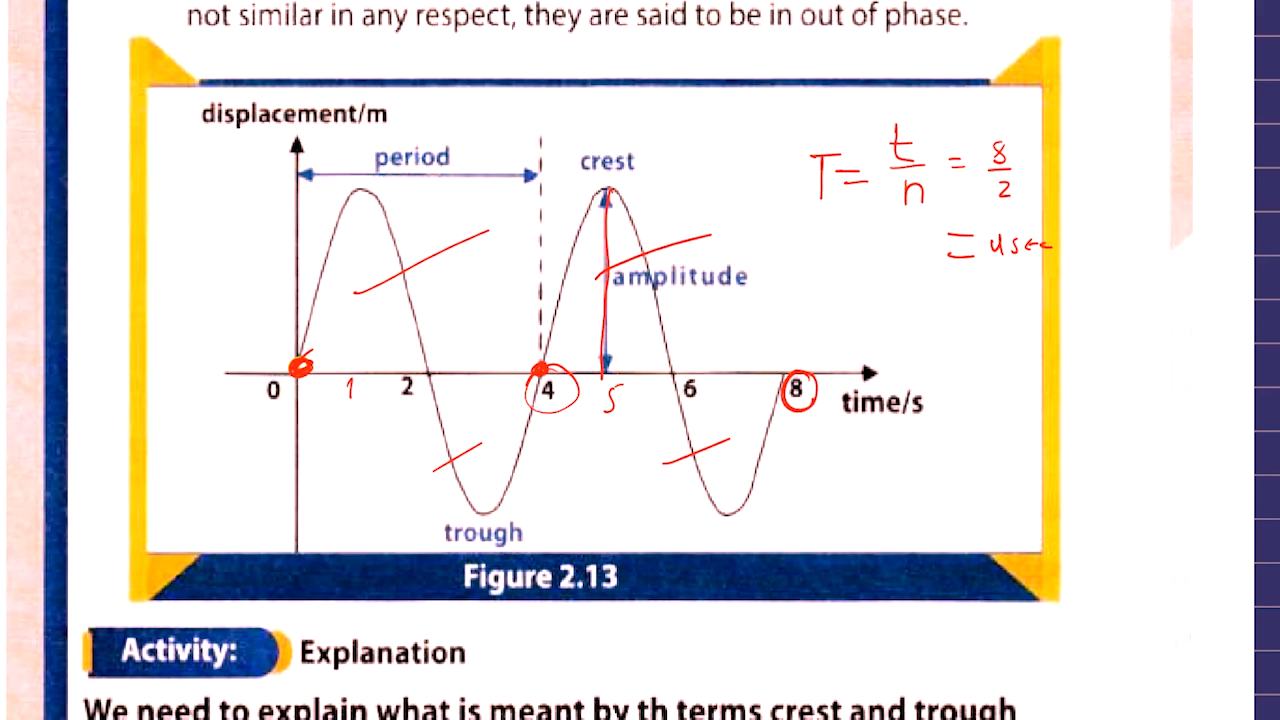 not similar in any respect, they are said to be in out of phase.
displacement/m
period
crest
T= t/n = 8/2
= 4sec
amplitude
0 1 2 4 5 6 8
time/s
trough
Figure 2.13
Activity: Explanation
We need to explain what is meant by th terms crest and trough